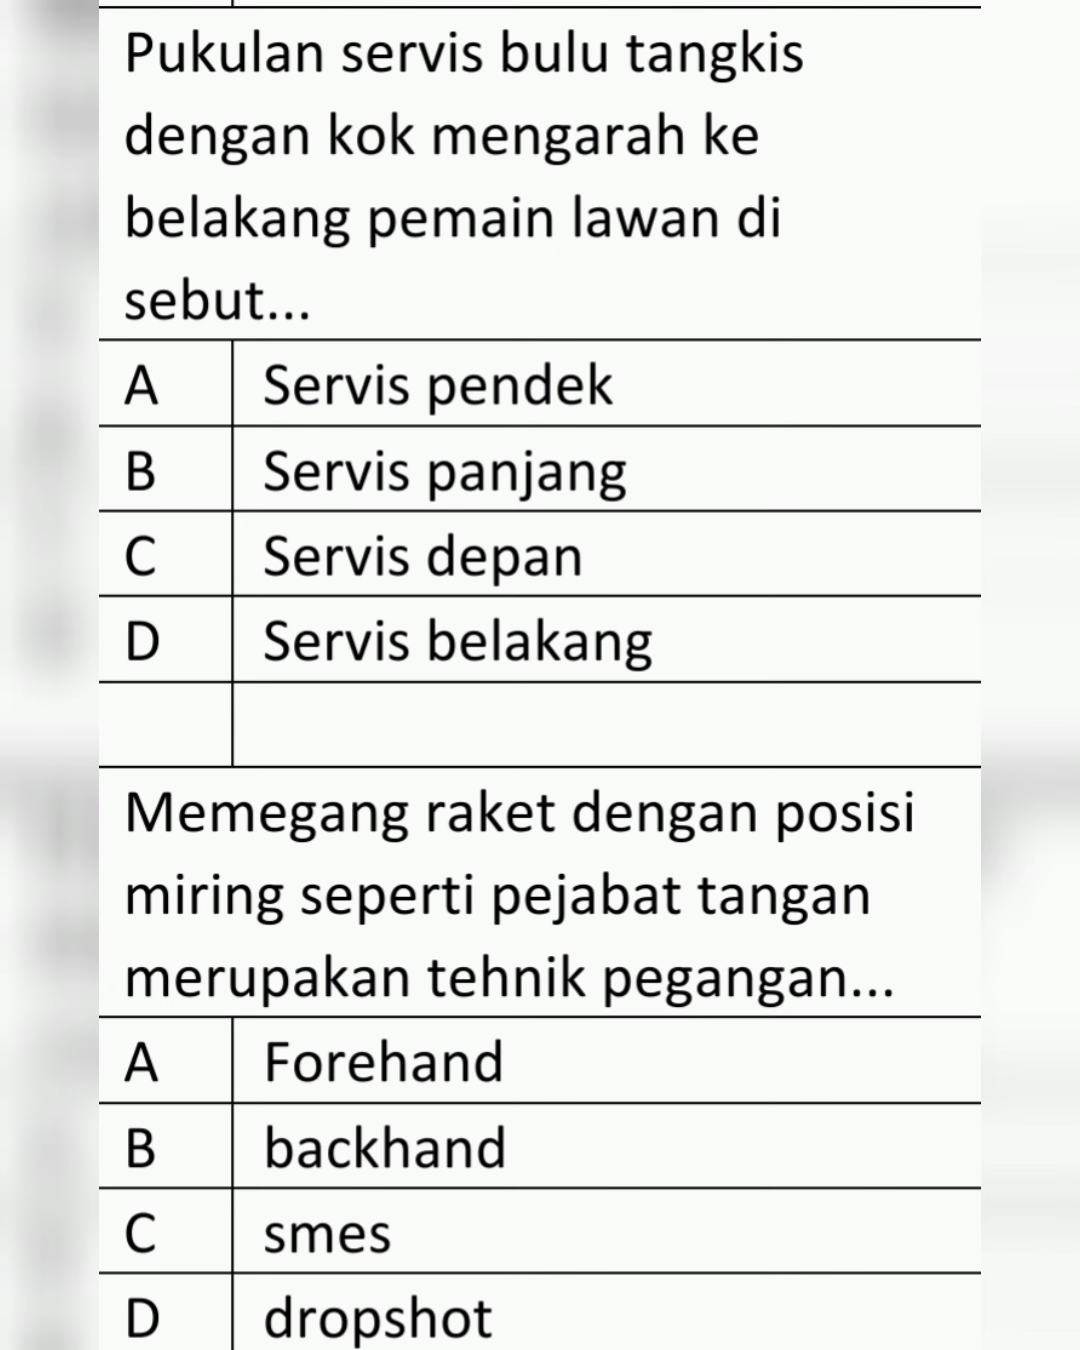 Pukulan servis bulu tangkis
dengan kok mengarah ke
belakang pemain lawan di
sebut...
A Servis pendek
B Servis panjang
C Servis depan
D Servis belakang
Memegang raket dengan posisi
miring seperti pejabat tangan
merupakan tehnik pegangan...
A Forehand
B backhand
C smes
D dropshot